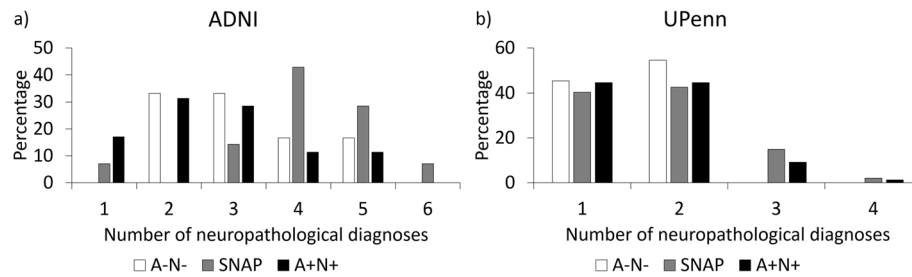 a) ADNI
Percentage
50
40
30
20
10
0
1 2 3 4 5 6
Number of neuropathological diagnoses
A-N- SNAP A+N+
b) UPenn
Percentage
60
40
20
0
1 2 3 4
Number of neuropathological diagnoses
A-N- SNAP A+N+